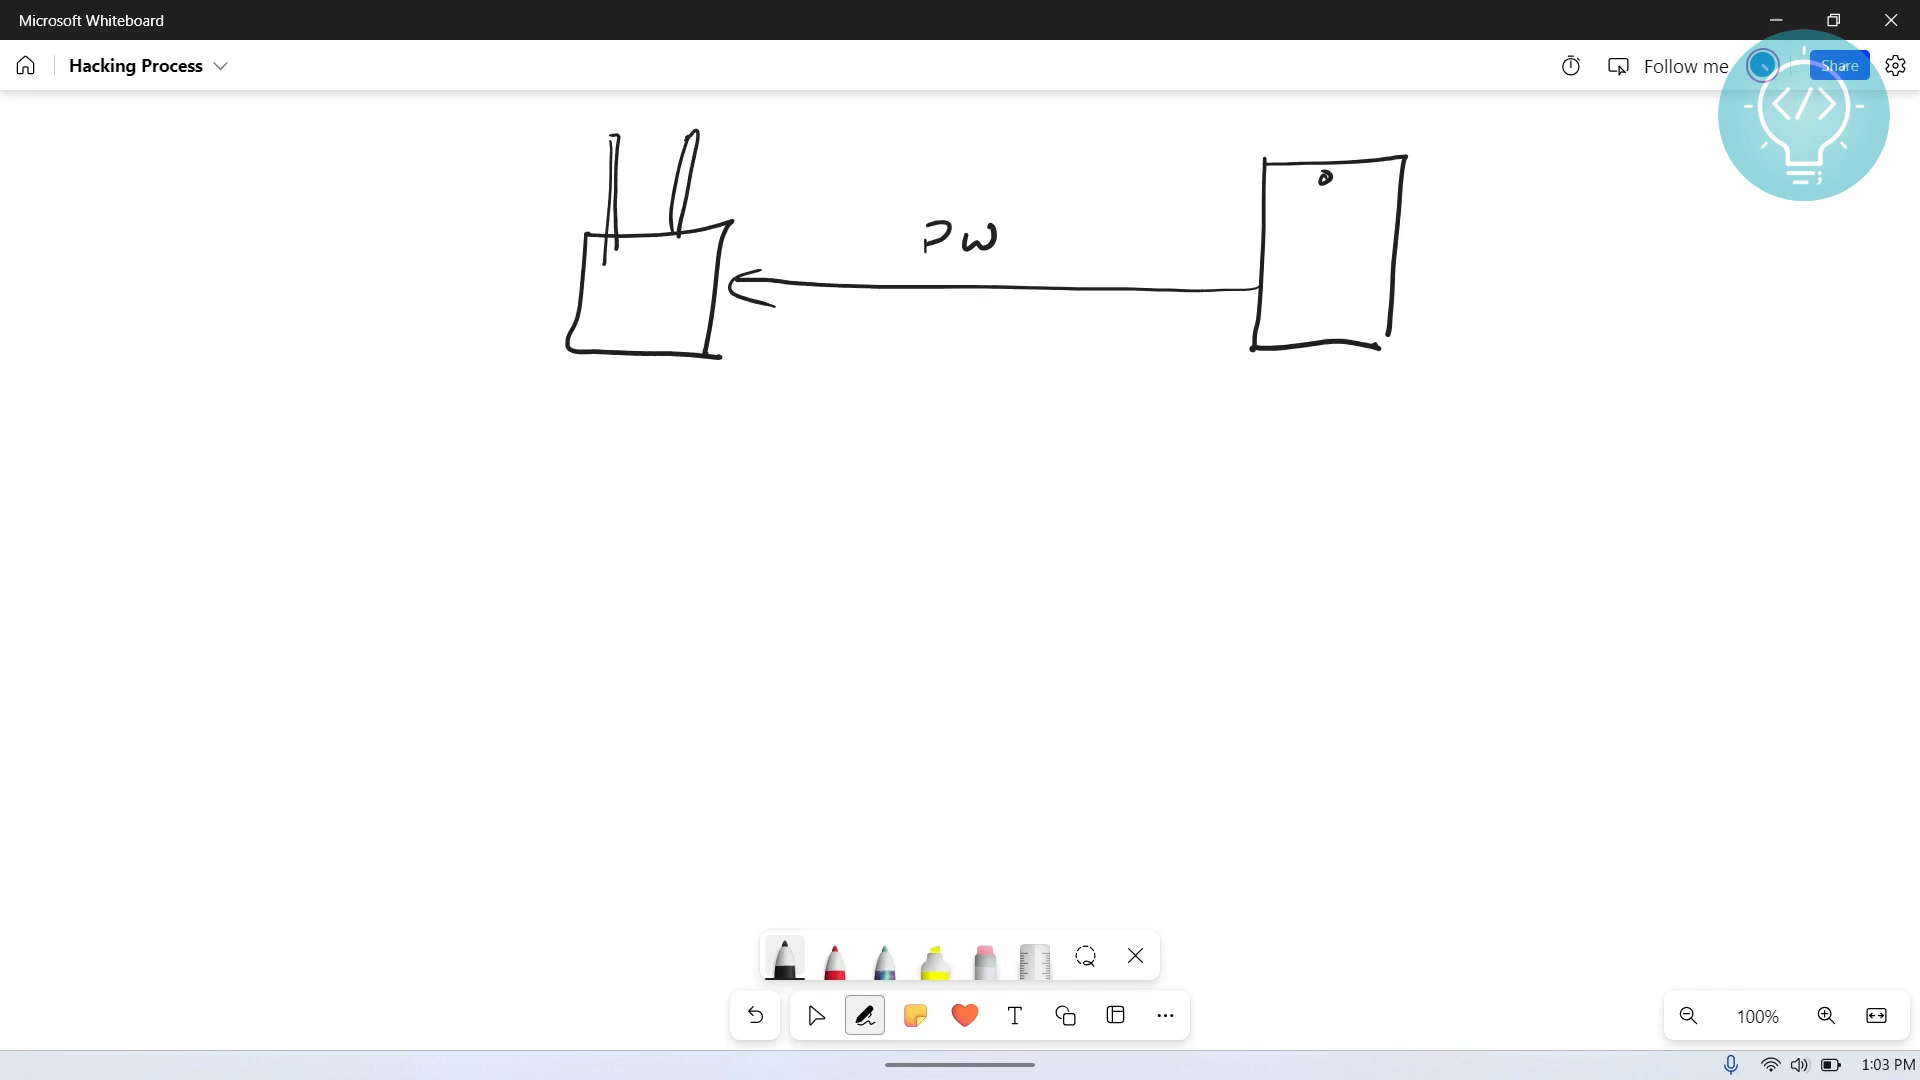 Microsoft Whiteboard
Hacking Process
Follow me
Share
PW
100%
1:03 PM